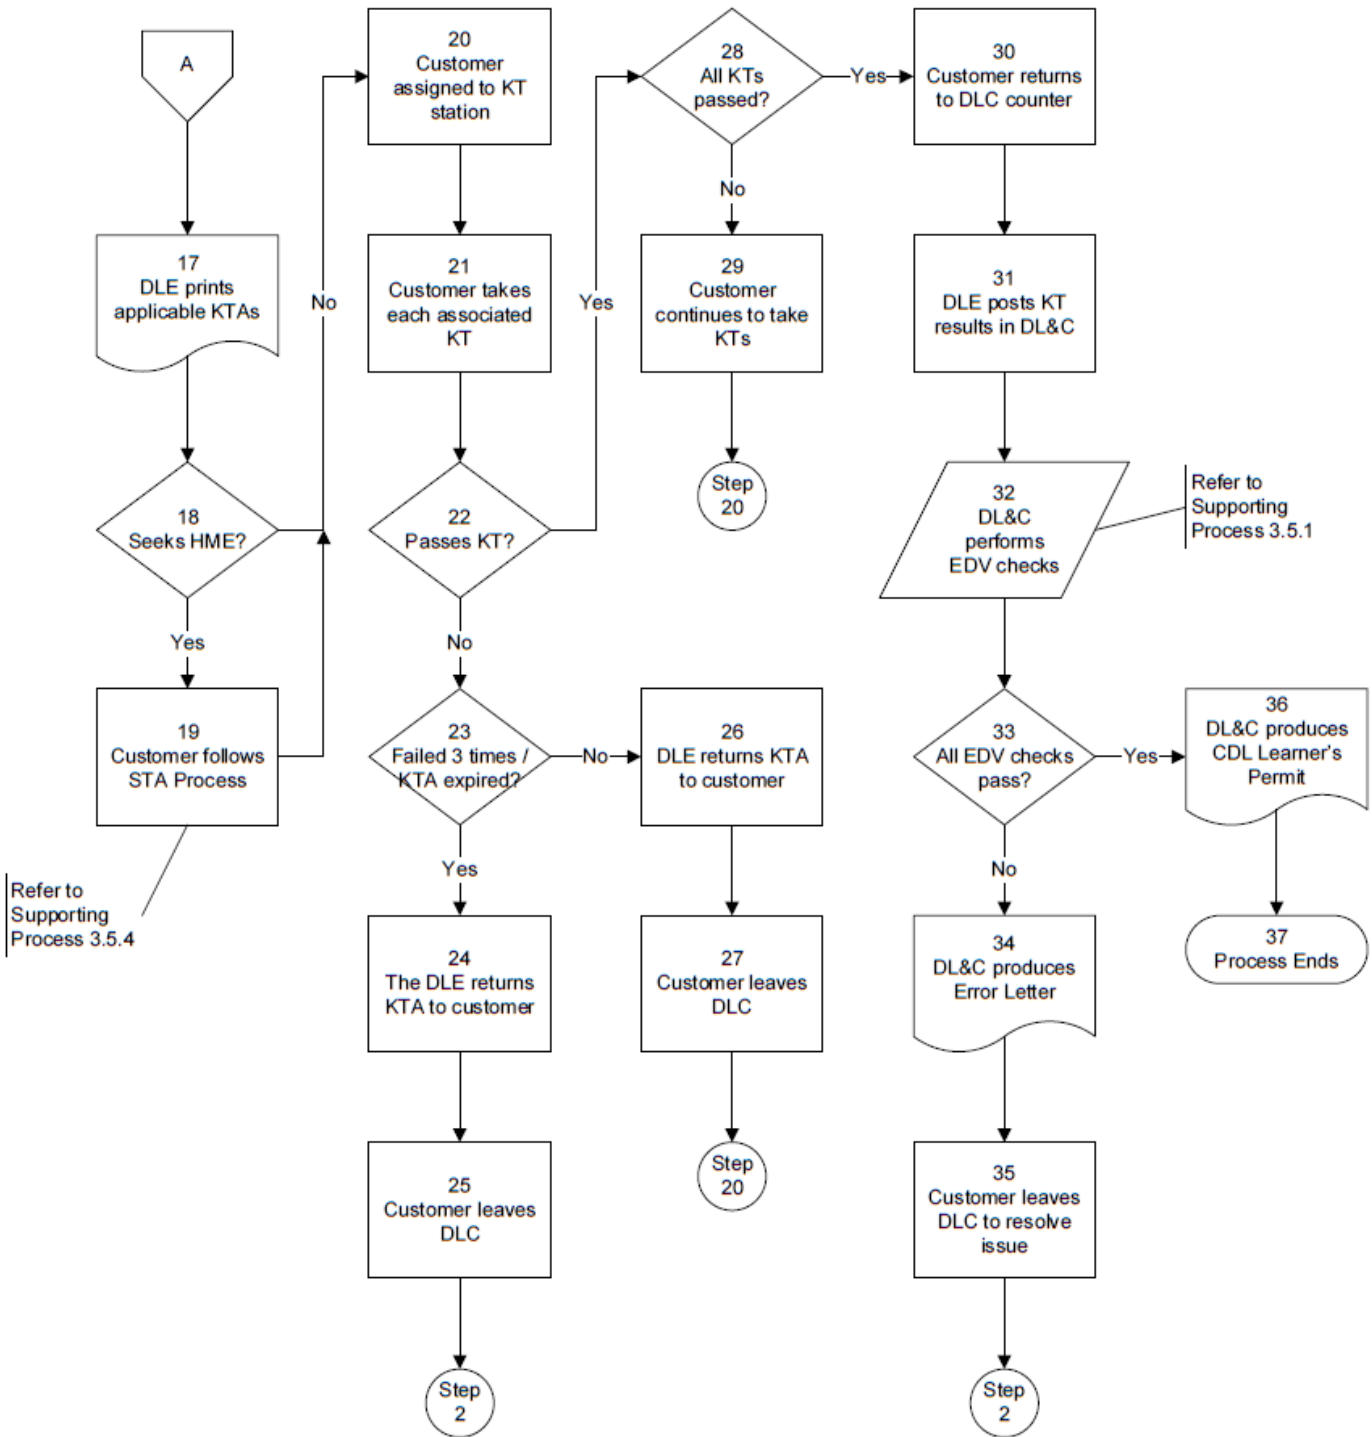 A
17
DLE prints
applicable KTAs
18
Seeks HME?
No
Yes
19
Customer follows
STA Process
Refer to
Supporting
Process 3.5.4
20
Customer
assigned to KT
station
21
Customer takes
each associated
KT
22
Passes KT?
Yes
No
23
Failed 3 times /
KTA expired?
No
Yes
24
The DLE returns
KTA to customer
25
Customer leaves
DLC
Step
2
26
DLE returns KTA
to customer
27
Customer leaves
DLC
Step
20
28
All KTs
passed?
Yes
No
29
Customer
continues to take
KTs
Step
20
30
Customer returns
to DLC counter
31
DLE posts KT
results in DL&C
32
DL&C
performs
EDV checks
Refer to
Supporting
Process 3.5.1
33
All EDV checks
pass?
Yes
No
34
DL&C produces
Error Letter
35
Customer leaves
DLC to resolve
issue
Step
2
36
DL&C produces
CDL Learner's
Permit
37
Process Ends